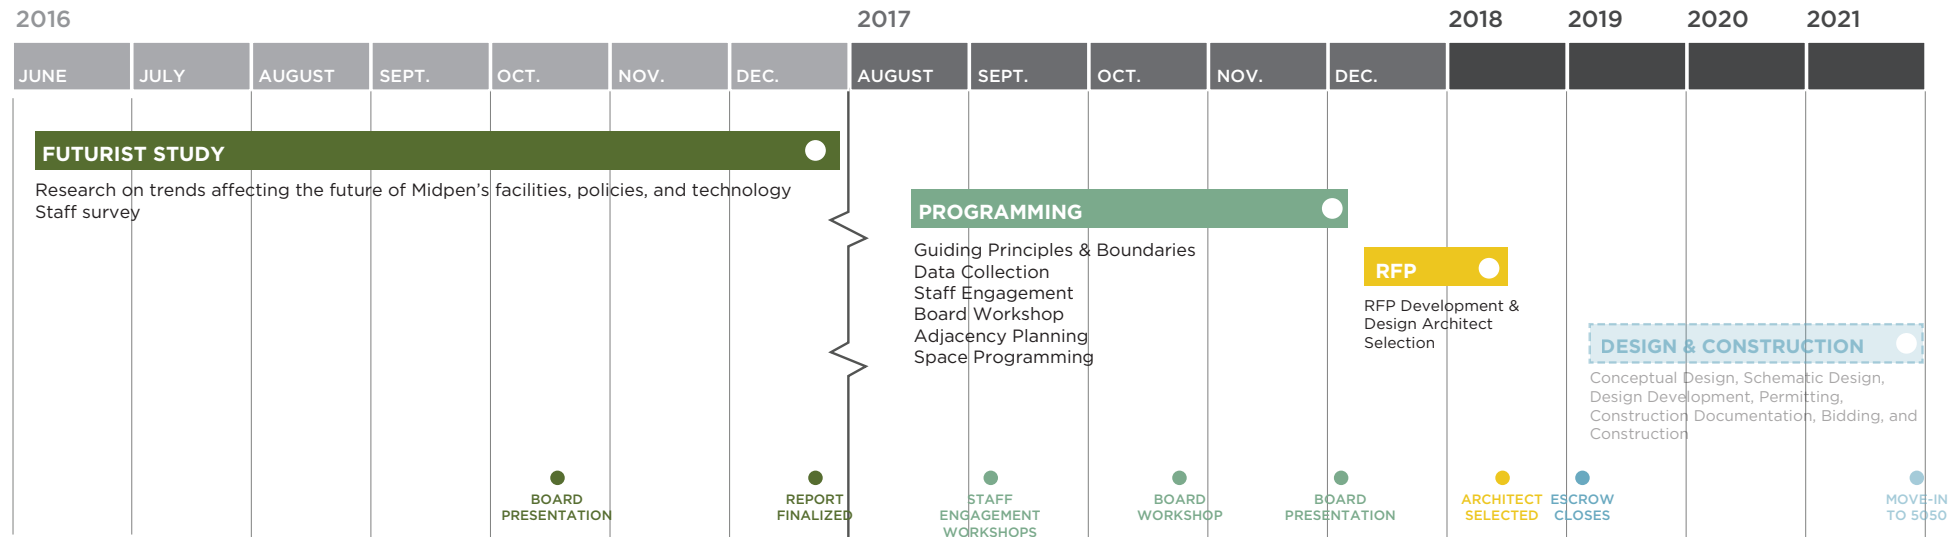 2016
2017
2018
2019
2020
2021
JUNE
JULY
AUGUST
SEPT.
OCT.
NOV.
DEC.
AUGUST
SEPT.
OCT.
NOV.
DEC.
FUTURIST STUDY
Research on trends affecting the future of Midpen's facilities, policies, and technology
Staff survey
PROGRAMMING
Guiding Principles & Boundaries
Data Collection
Staff Engagement
Board Workshop
Adjacency Planning
Space Programming
RFP
RFP Development &
Design Architect
Selection
DESIGN & CONSTRUCTION
Conceptual Design, Schematic Design,
Design Development, Permitting,
Construction Documentation, Bidding, and
Construction
BOARD
PRESENTATION
REPORT
FINALIZED
STAFF
ENGAGEMENT
WORKSHOPS
BOARD
WORKSHOP
BOARD
PRESENTATION
ARCHITECT
SELECTED
ESCROW
CLOSES
MOVE-IN
TO 5050